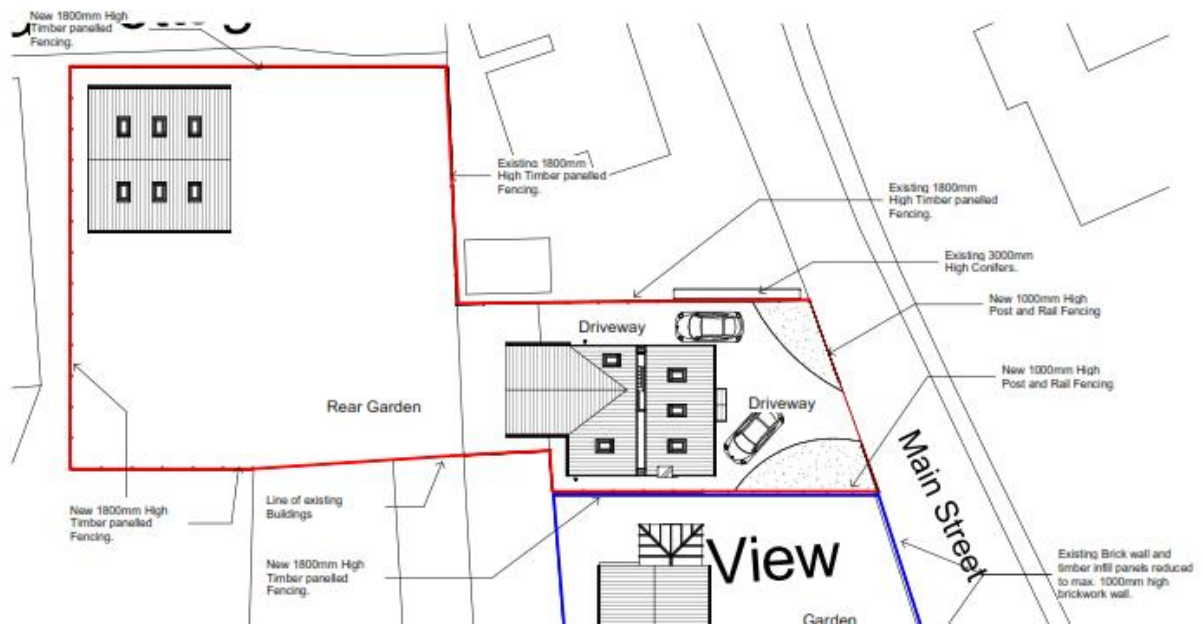 New 1800mm High
Timber panelled
Fencing.
Existing 1800mm
High Timber panelled
Fencing.
Existing 1800mm
High Timber panelled
Fencing.
Existing 3000mm
High Conifers.
New 1000mm High
Post and Rail Fencing
Driveway
New 1000mm High
Post and Rail Fencing
Rear Garden
Driveway
Main Street
Line of existing
Buildings
New 1800mm High
Timber panelled
Fencing.
New 1800mm High
Timber panelled
Fencing.
View
Existing Brick wall and
timber infill panels reduced
to max. 1000mm high
brickwork wall.
Garden